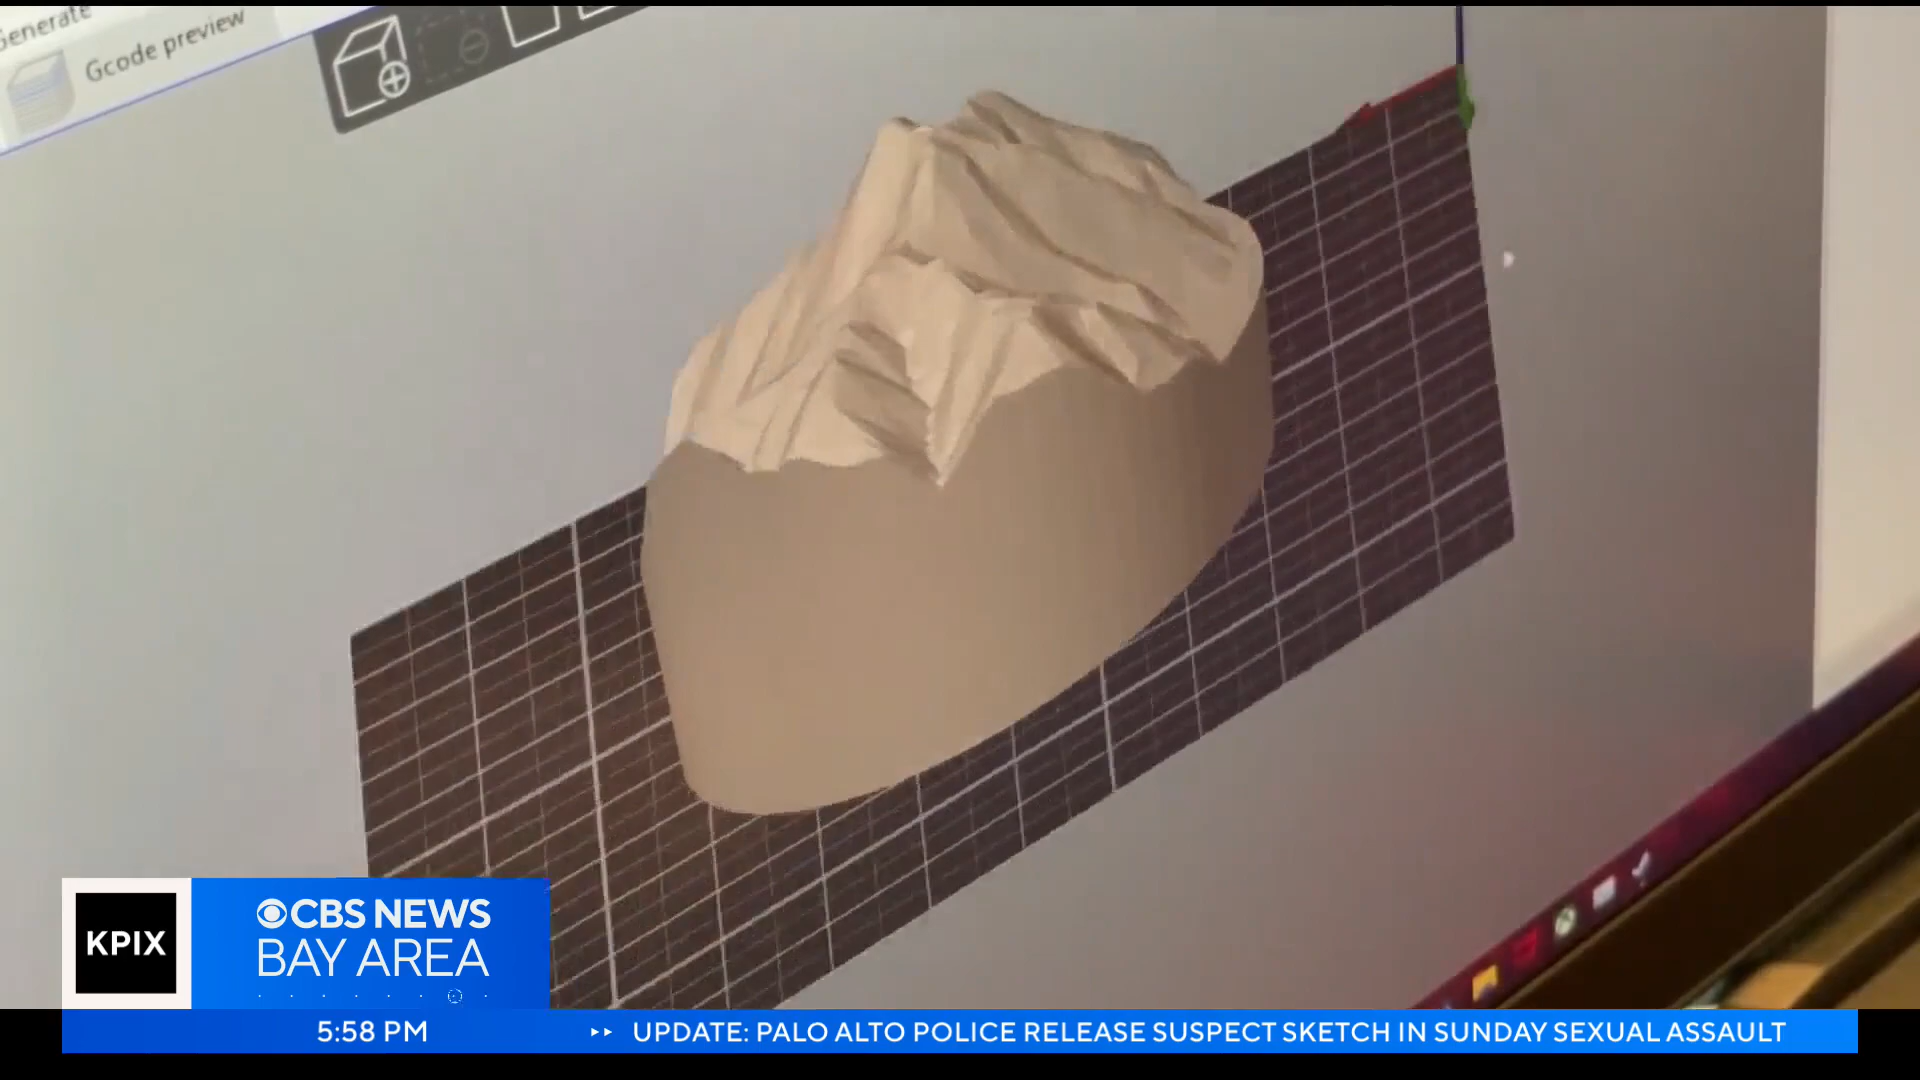 Generate
Gcode preview
KPIX
CBS NEWS
BAY AREA
5:58 PM
UPDATE: PALO ALTO POLICE RELEASE SUSPECT SKETCH IN SUNDAY SEXUAL ASSAULT